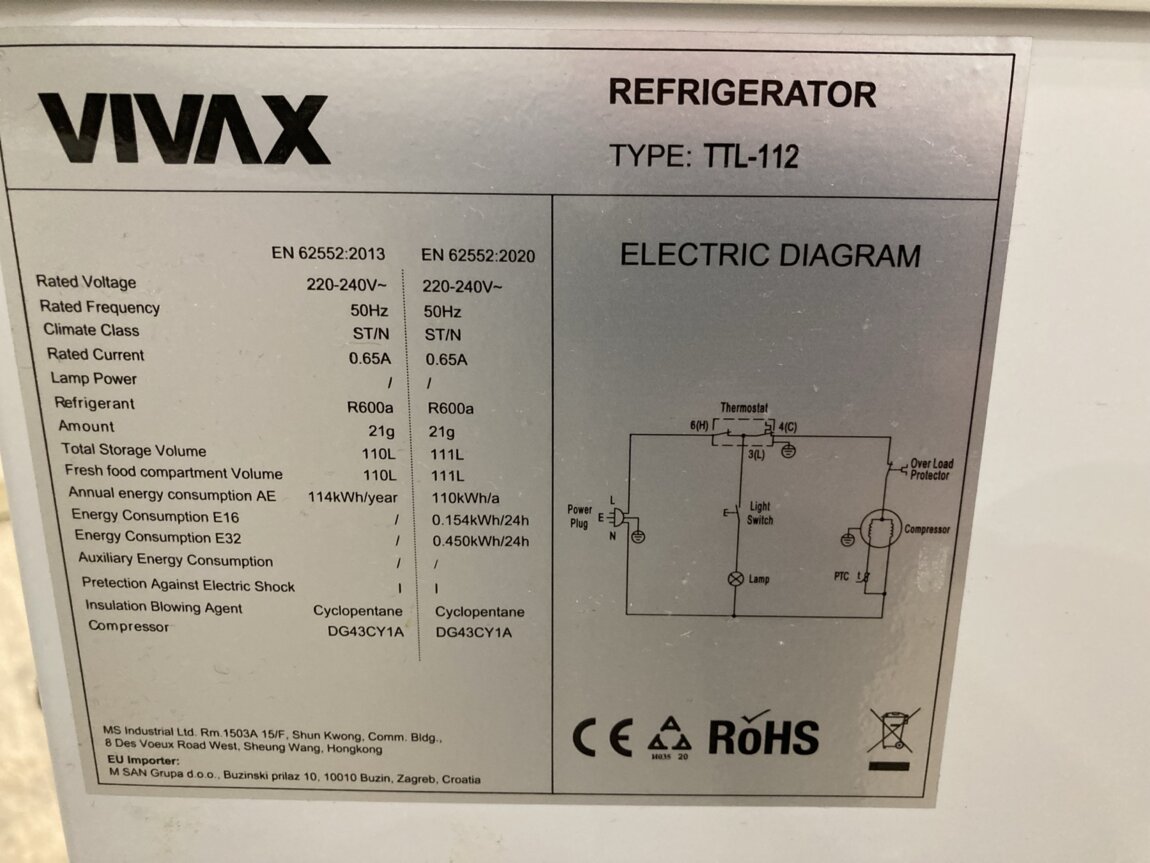 VIVAX
REFRIGERATOR
TYPE: TTL-112
EN 62552:2013 EN 62552:2020
Rated Voltage 220-240V~ 220-240V~
Rated Frequency 50Hz 50Hz
Climate Class ST/N ST/N
Rated Current 0.65A 0.65A
Lamp Power / /
Refrigerant R600a R600a
Amount 21g 21g
Total Storage Volume 110L 111L
Fresh food compartment Volume 110L 111L
Annual energy consumption AE 114kWh/year 110kWh/a
Energy Consumption E16 / 0.154kWh/24h
Energy Consumption E32 / 0.450kWh/24h
Auxiliary Energy Consumption / /
Pretection Against Electric Shock I I
Insulation Blowing Agent Cyclopentane Cyclopentane
Compressor DG43CY1A DG43CY1A
MS Industrial Ltd. Rm.1503A 15/F, Shun Kwong, Comm. Bldg.,
8 Des Voeux Road West, Sheung Wang, Hongkong
EU Importer:
M SAN Grupa d.o.o., Buzinski prilaz 10, 10010 Buzin, Zagreb, Croatia
ELECTRIC DIAGRAM
Thermostat
6(H) 4(C)
3(L)
Over Load
Protector
L
Power
Plug
E
N
Light
Switch
E
Compressor
Lamp
PTC
CE RoHS
H035 20